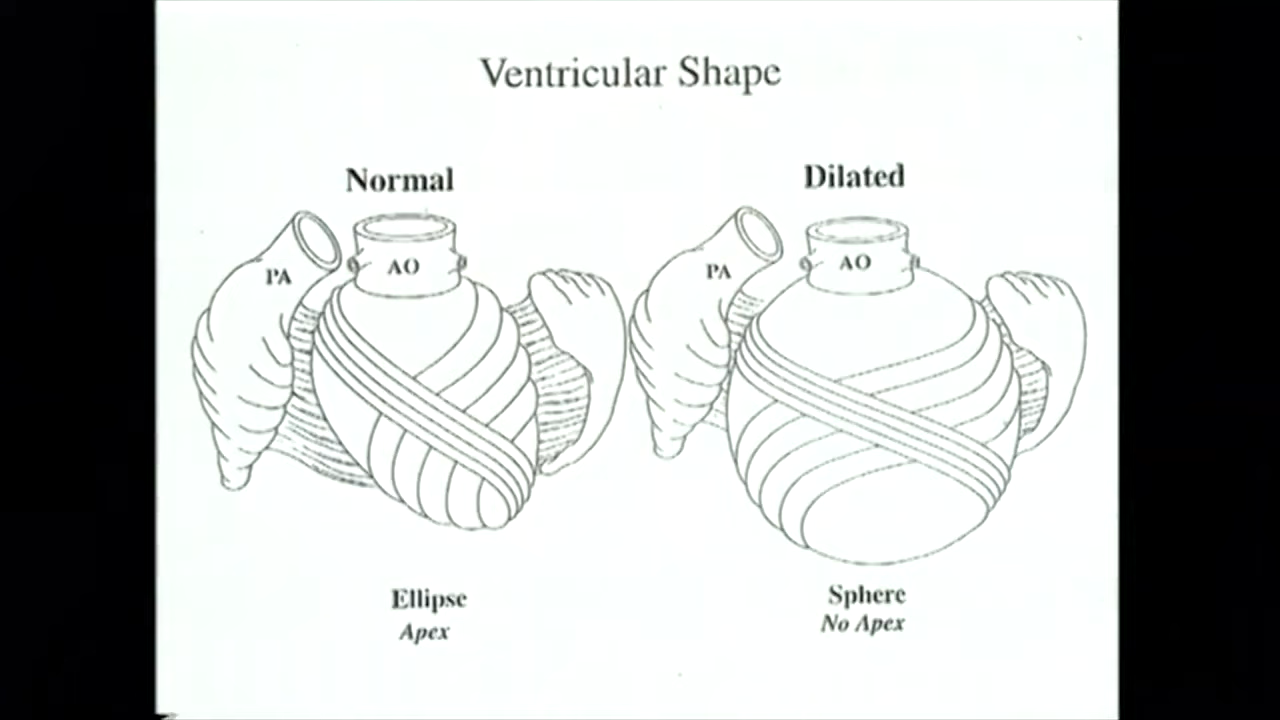 Ventricular Shape
Normal
Dilated
PA
AO
PA
AO
Ellipse
Apex
Sphere
No Apex